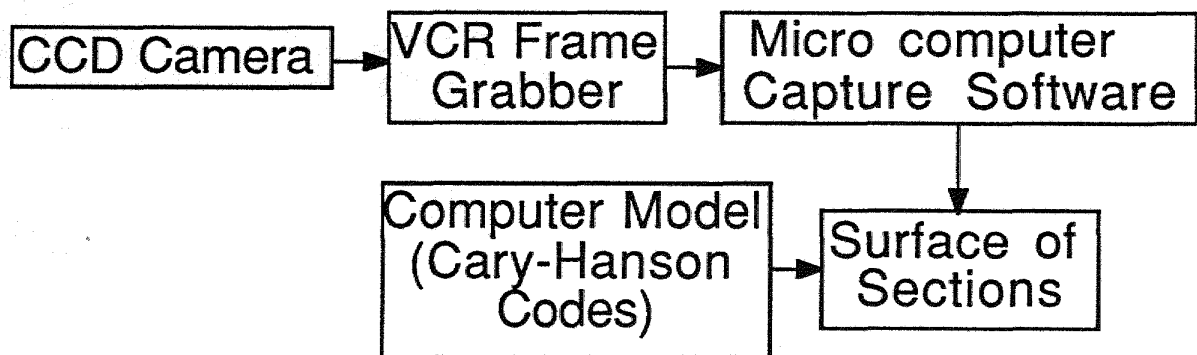 CCD Camera
VCR Frame
Grabber
Micro computer
Capture Software
Computer Model
(Cary-Hanson
Codes)
Surface of
Sections